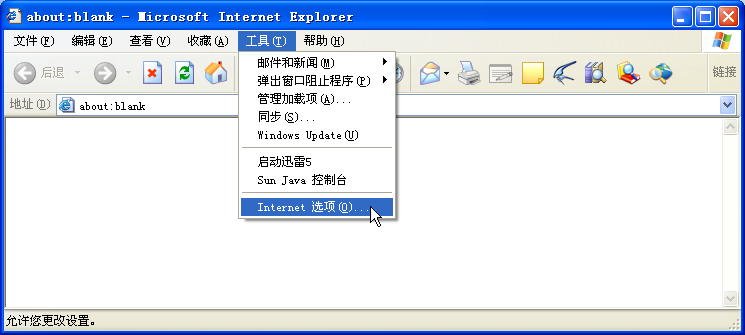 about:blank - Microsoft Internet Explorer
文件(F) 编辑(E) 查看(V) 收藏(A) 工具(T) 帮助(H)
后退 链接
地址(D) about:blank
邮件和新闻(M)
弹出窗口阻止程序(P)
管理加载项(A)...
同步(S)...
Windows Update(U)
启动迅雷5
Sun Java 控制台
Internet 选项(O)...
允许您更改设置。